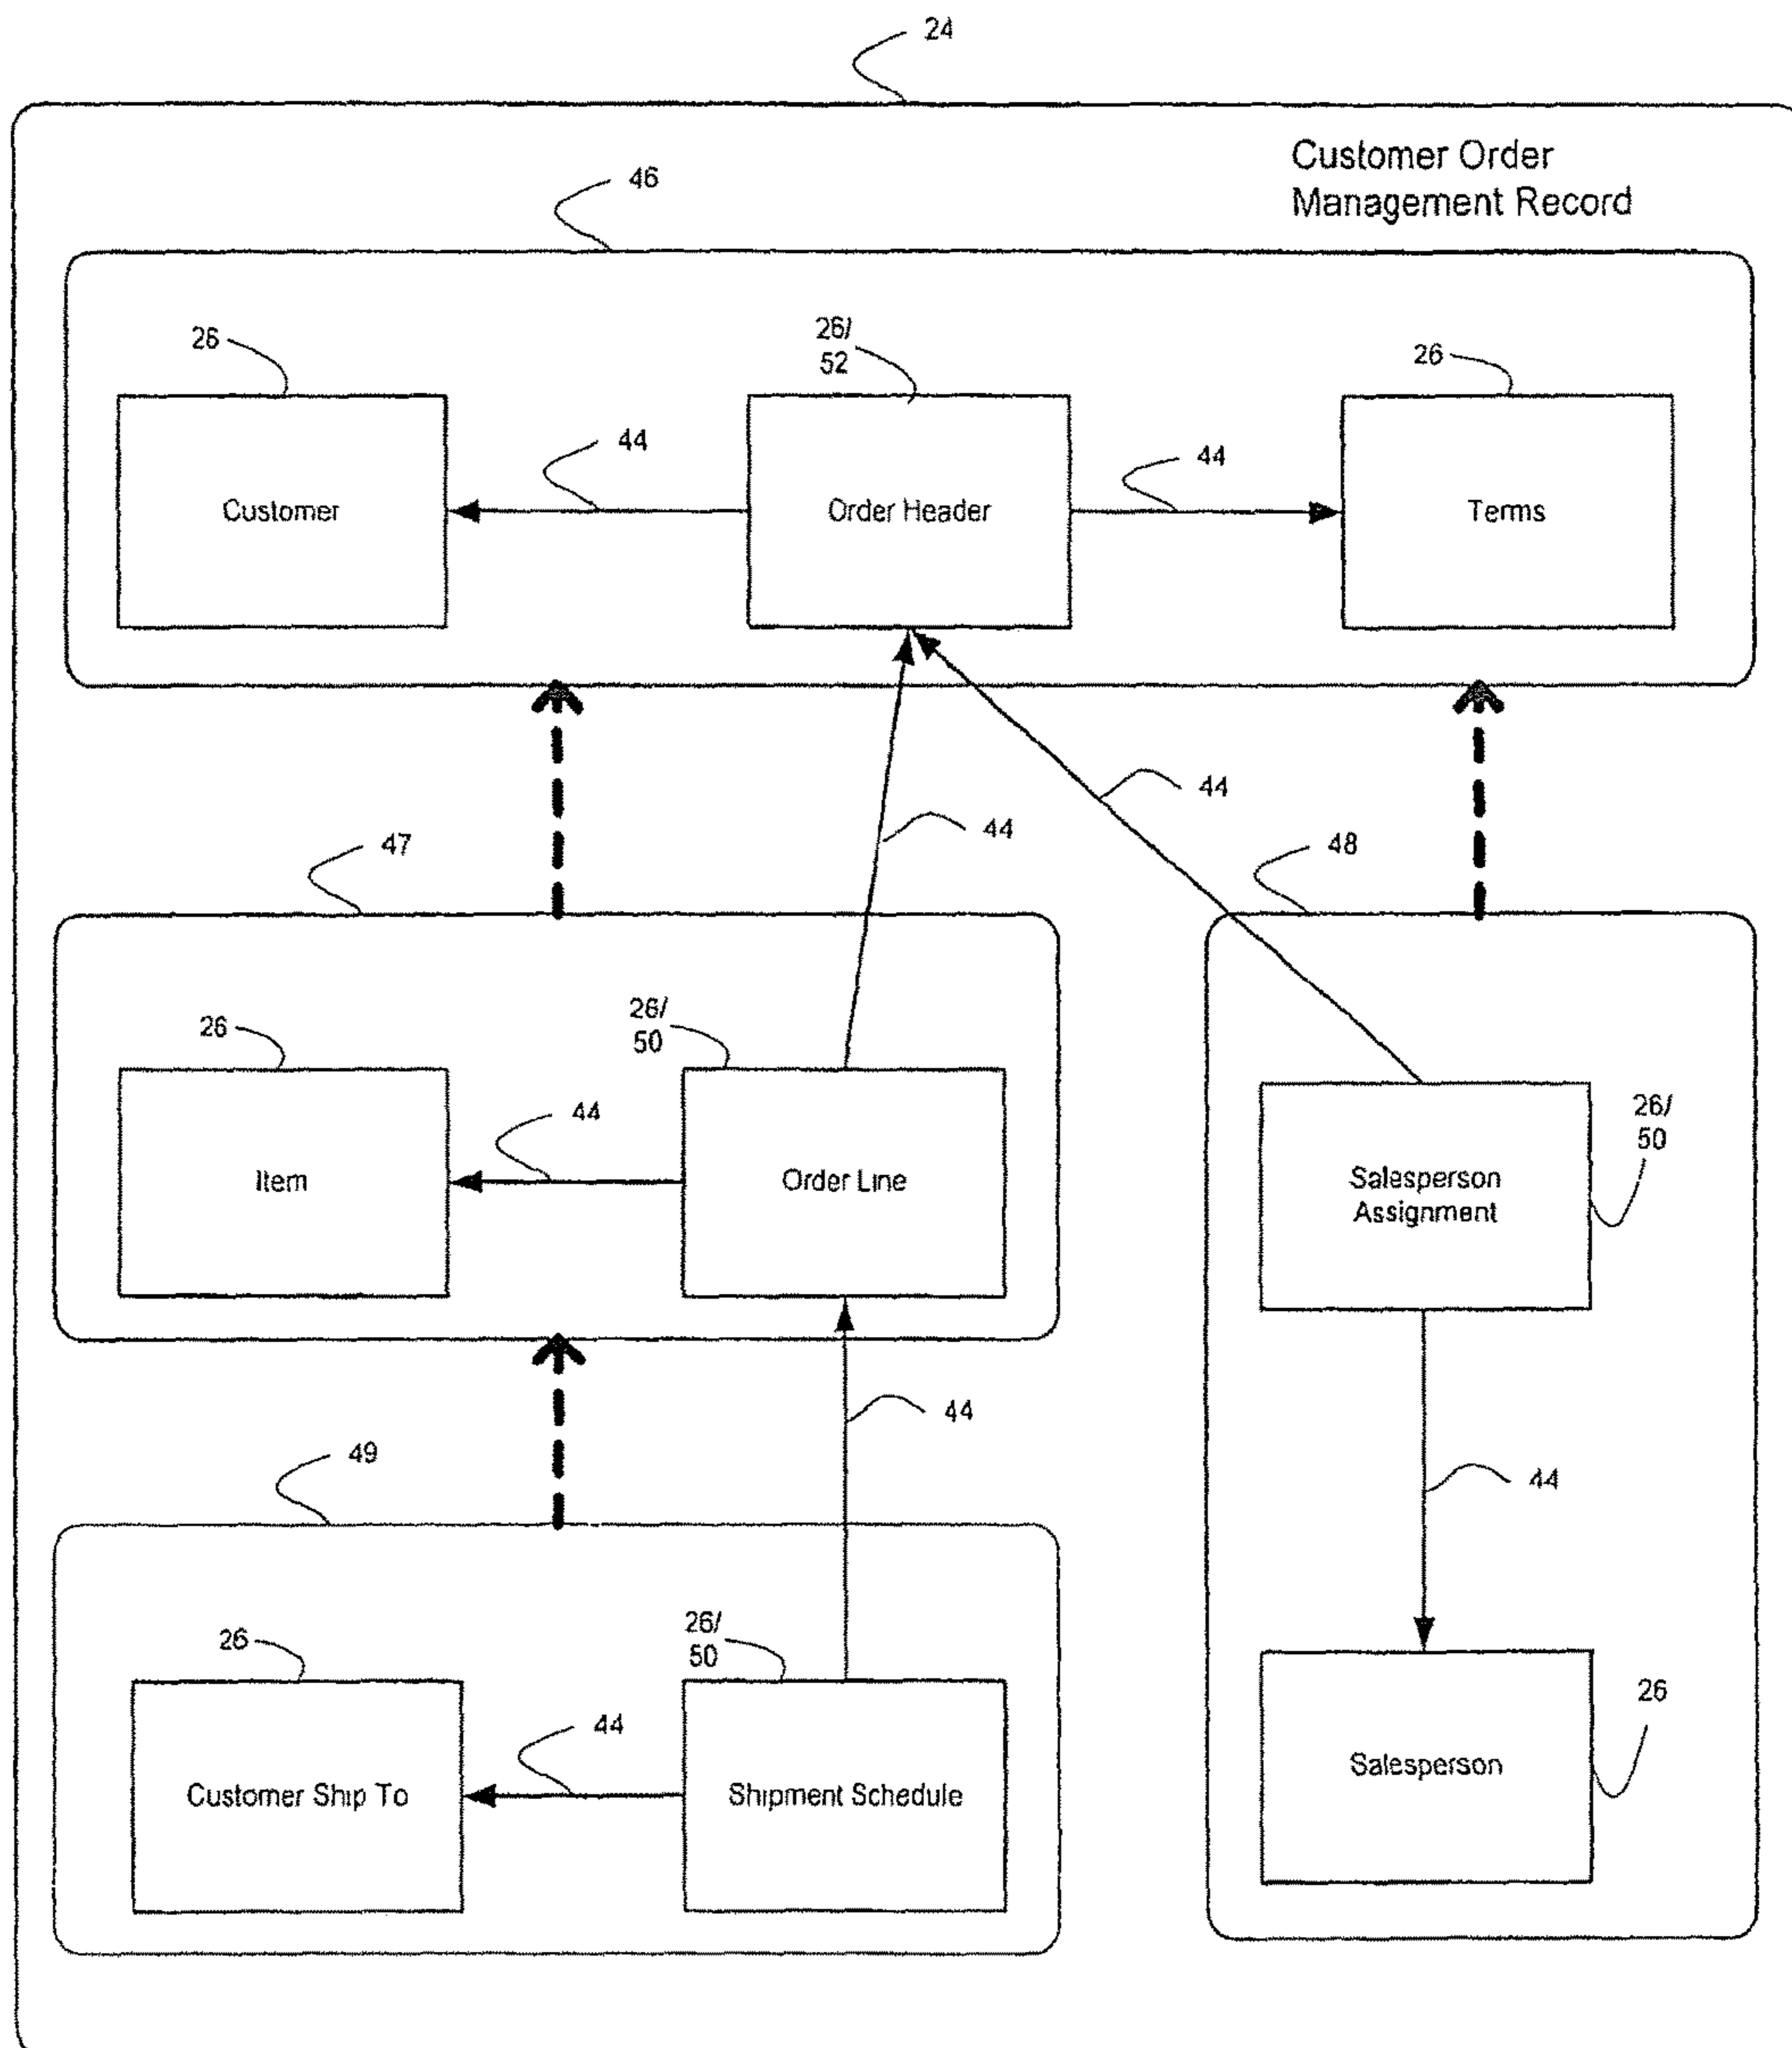 24
Customer Order
Management Record
46
26
26/
52
26
44
44
Customer
Order Header
Terms
44
44
47
48
26
26/
50
44
26/
50
Item
Order Line
Salesperson
Assignment
44
49
44
26
26/
50
26
44
Customer Ship To
Shipment Schedule
Salesperson